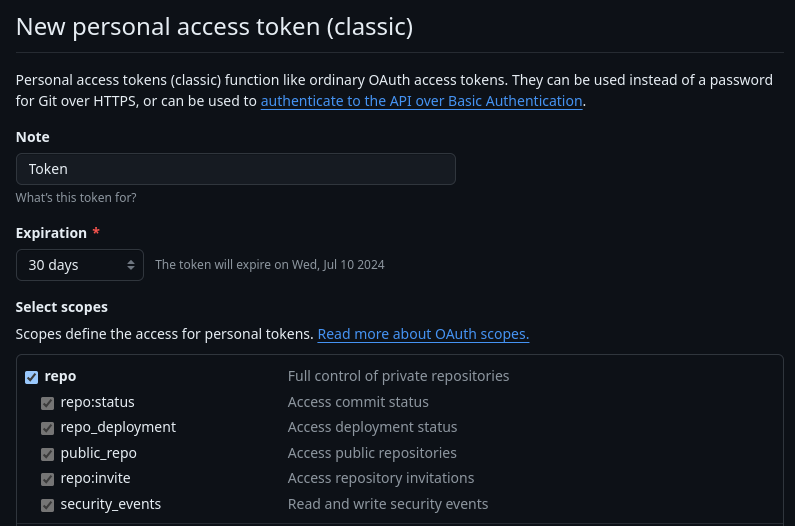 New personal access token (classic)
Personal access tokens (classic) function like ordinary OAuth access tokens. They can be used instead of a password
for Git over HTTPS, or can be used to authenticate to the API over Basic Authentication.
Note
Token
What's this token for?
Expiration *
30 days The token will expire on Wed, Jul 10 2024
Select scopes
Scopes define the access for personal tokens. Read more about OAuth scopes.
repo Full control of private repositories
repo:status Access commit status
repo_deployment Access deployment status
public_repo Access public repositories
repo:invite Access repository invitations
security_events Read and write security events